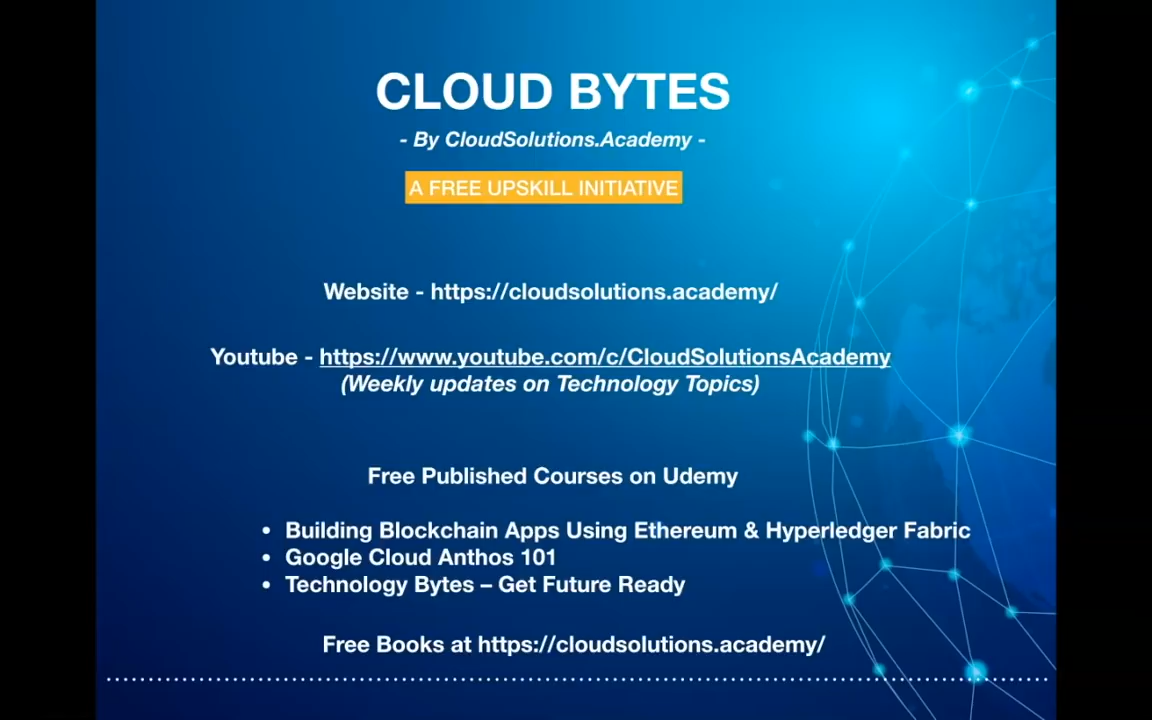 CLOUD BYTES
- By CloudSolutions.Academy -
A FREE UPSKILL INITIATIVE
Website - https://cloudsolutions.academy/
Youtube - https://www.youtube.com/c/CloudSolutionsAcademy
(Weekly updates on Technology Topics)
Free Published Courses on Udemy
• Building Blockchain Apps Using Ethereum & Hyperledger Fabric
• Google Cloud Anthos 101
• Technology Bytes – Get Future Ready
Free Books at https://cloudsolutions.academy/